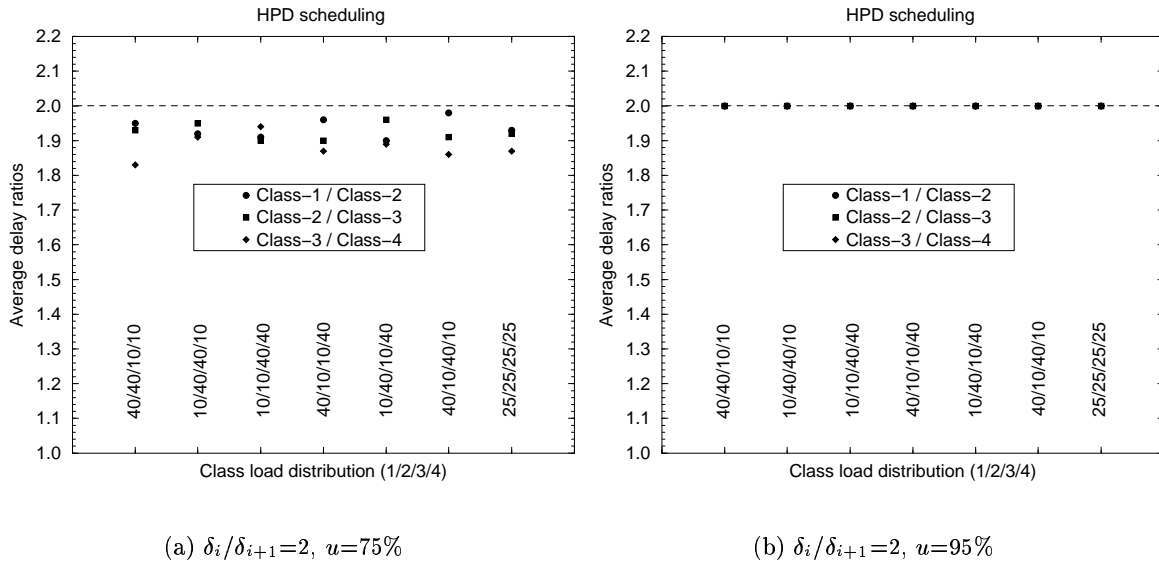 HPD scheduling
2.2
2.1
2.0
1.9
1.8
1.7
1.6
1.5
1.4
1.3
1.2
1.1
1.0
Average delay ratios
Class−1 / Class−2
Class−2 / Class−3
Class−3 / Class−4
40/40/10/10
10/40/40/10
10/10/40/40
40/10/10/40
10/40/10/40
40/10/40/10
25/25/25/25
Class load distribution (1/2/3/4)
(a) δi/δi+1=2, u=75%
HPD scheduling
2.2
2.1
2.0
1.9
1.8
1.7
1.6
1.5
1.4
1.3
1.2
1.1
1.0
Average delay ratios
Class−1 / Class−2
Class−2 / Class−3
Class−3 / Class−4
40/40/10/10
10/40/40/10
10/10/40/40
40/10/10/40
10/40/10/40
40/10/40/10
25/25/25/25
Class load distribution (1/2/3/4)
(b) δi/δi+1=2, u=95%